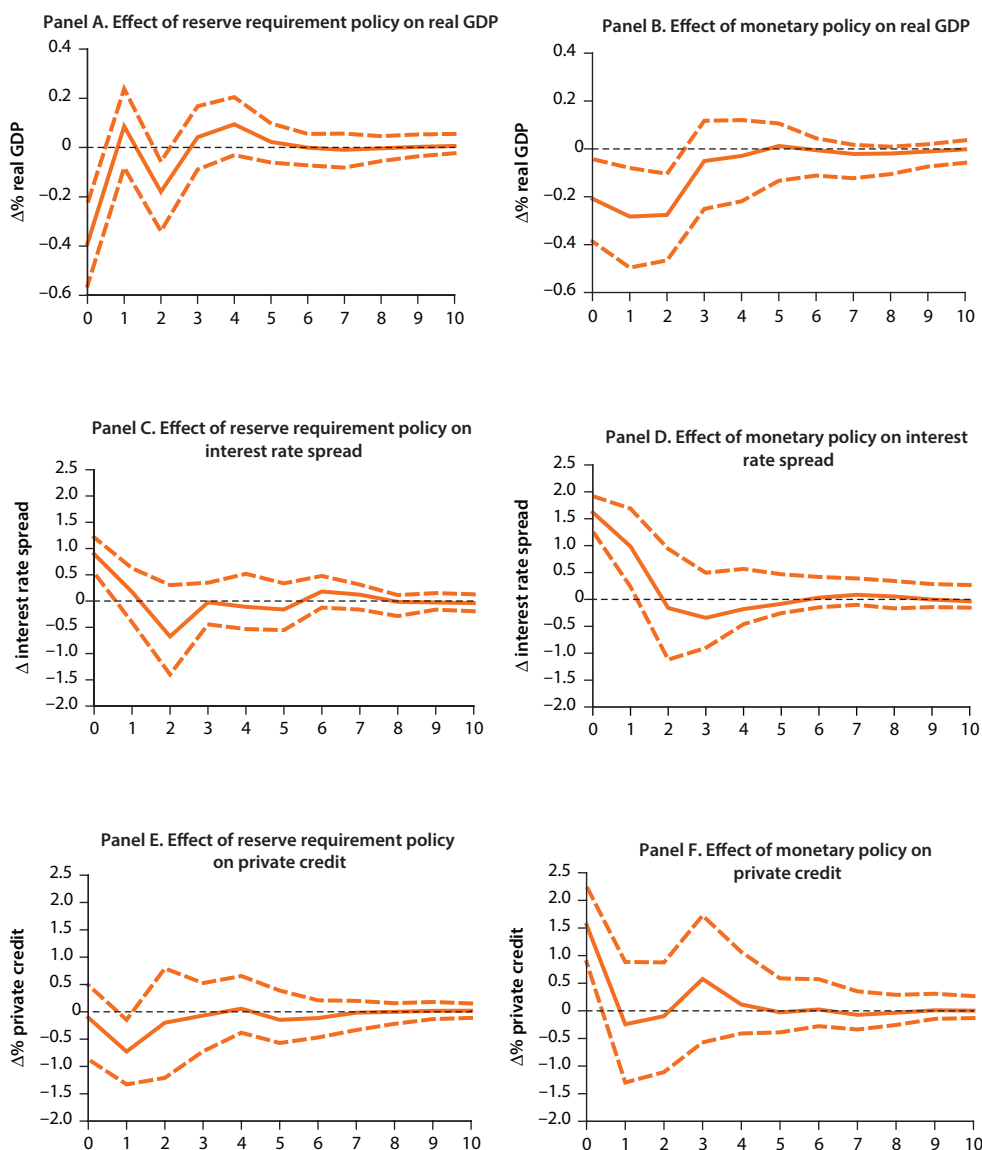 Panel A. Effect of reserve requirement policy on real GDP
0.4
0.2
0
–0.2
–0.4
–0.6
Δ% real GDP
0 1 2 3 4 5 6 7 8 9 10
Panel B. Effect of monetary policy on real GDP
0.4
0.2
0
–0.2
–0.4
–0.6
Δ% real GDP
0 1 2 3 4 5 6 7 8 9 10
Panel C. Effect of reserve requirement policy on
interest rate spread
2.5
2.0
1.5
1.0
0.5
0
–0.5
–1.0
–1.5
–2.0
Δ interest rate spread
0 1 2 3 4 5 6 7 8 9 10
Panel D. Effect of monetary policy on interest
rate spread
2.5
2.0
1.5
1.0
0.5
0
–0.5
–1.0
–1.5
–2.0
Δ interest rate spread
0 1 2 3 4 5 6 7 8 9 10
Panel E. Effect of reserve requirement policy
on private credit
2.5
2.0
1.5
1.0
0.5
0
–0.5
–1.0
–1.5
–2.0
Δ% private credit
0 1 2 3 4 5 6 7 8 9 10
Panel F. Effect of monetary policy on
private credit
2.5
2.0
1.5
1.0
0.5
0
–0.5
–1.0
–1.5
–2.0
Δ% private credit
0 1 2 3 4 5 6 7 8 9 10